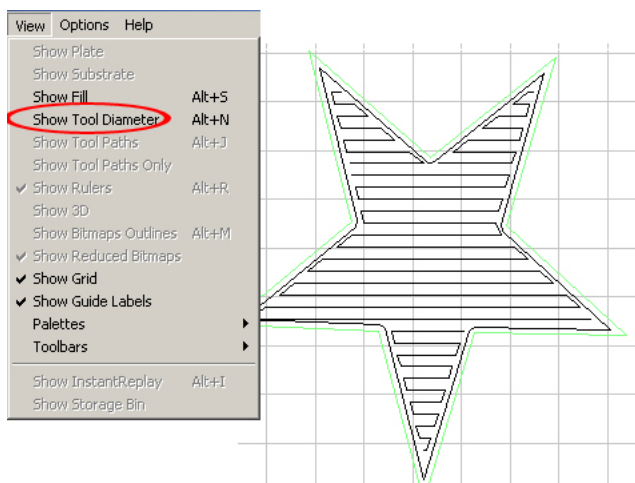 View Options Help
Show Plate
Show Substrate
Show Fill Alt+S
Show Tool Diameter Alt+N
Show Tool Paths Alt+J
Show Tool Paths Only
Show Rulers Alt+R
Show 3D
Show Bitmaps Outlines Alt+M
Show Reduced Bitmaps
Show Grid
Show Guide Labels
Palettes
Toolbars
Show InstantReplay Alt+I
Show Storage Bin